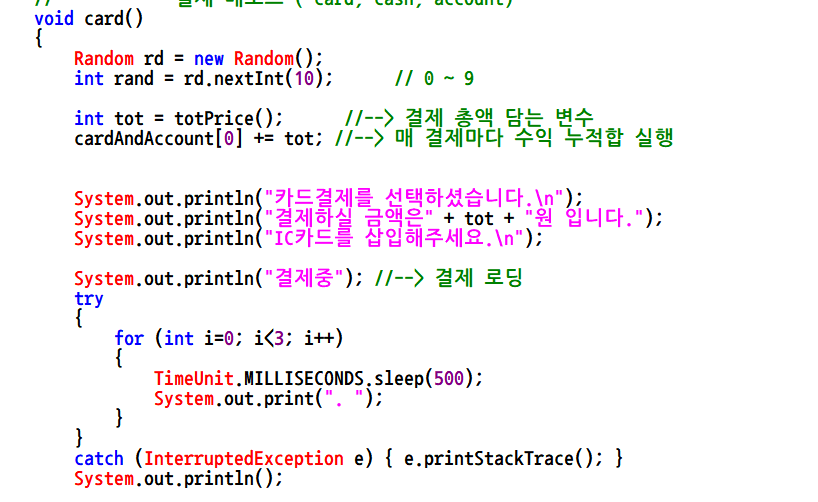 // 결제 메소드 ( card, cash, account)
void card()
{
Random rd = new Random();
int rand = rd.nextInt(10); // 0 ~ 9
int tot = totPrice(); //--> 결제 총액 담는 변수
cardAndAccount[0] += tot; //--> 매 결제마다 수익 누적합 실행
System.out.println("카드결제를 선택하셨습니다.\n");
System.out.println("결제하실 금액은" + tot + "원 입니다.");
System.out.println("IC카드를 삽입해주세요.\n");
System.out.println("결제중"); //--> 결제 로딩
try
{
for (int i=0; i<3; i++)
{
TimeUnit.MILLISECONDS.sleep(500);
System.out.print(". ");
}
}
catch (InterruptedException e) { e.printStackTrace(); }
System.out.println();